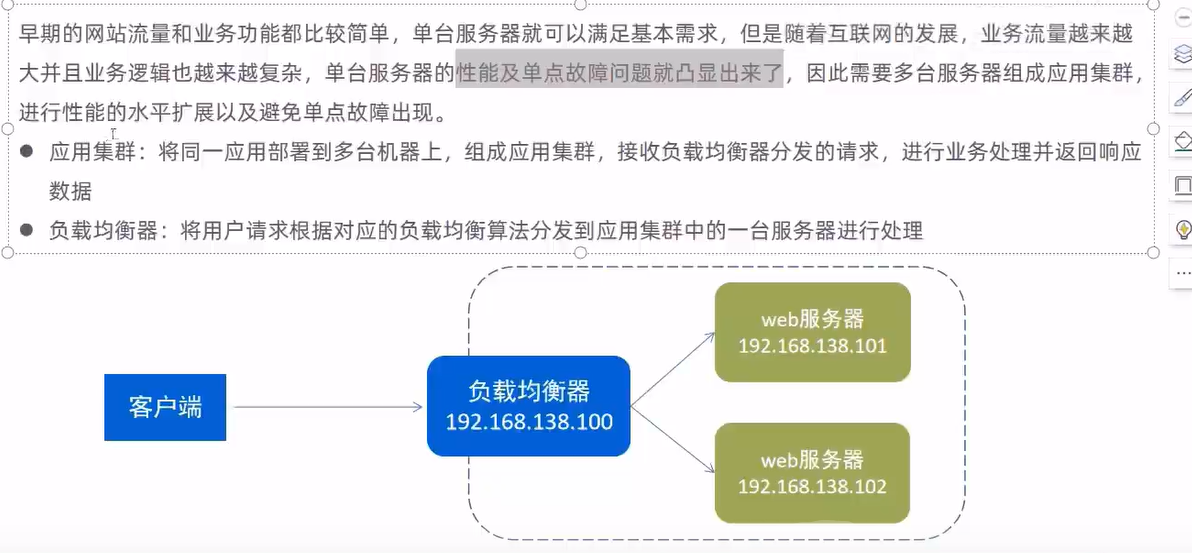 早期的网站流量和业务功能都比较简单，单台服务器就可以满足基本需求，但是随着互联网的发展，业务流量越来越
大并且业务逻辑也越来越复杂，单台服务器的性能及单点故障问题就凸显出来了，因此需要多台服务器组成应用集群，
进行性能的水平扩展以及避免单点故障出现。
● 应用集群：将同一应用部署到多台机器上，组成应用集群，接收负载均衡器分发的请求，进行业务处理并返回响应
数据
● 负载均衡器：将用户请求根据对应的负载均衡算法分发到应用集群中的一台服务器进行处理
web服务器
192.168.138.101
客户端
负载均衡器
192.168.138.100
web服务器
192.168.138.102